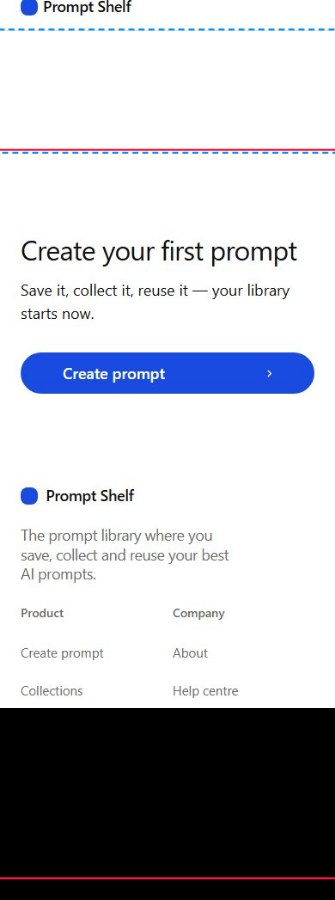 Prompt Shelf
Create your first prompt
Save it, collect it, reuse it — your library
starts now.
Create prompt
Prompt Shelf
The prompt library where you
save, collect and reuse your best
AI prompts.
Product
Company
Create prompt
About
Collections
Help centre